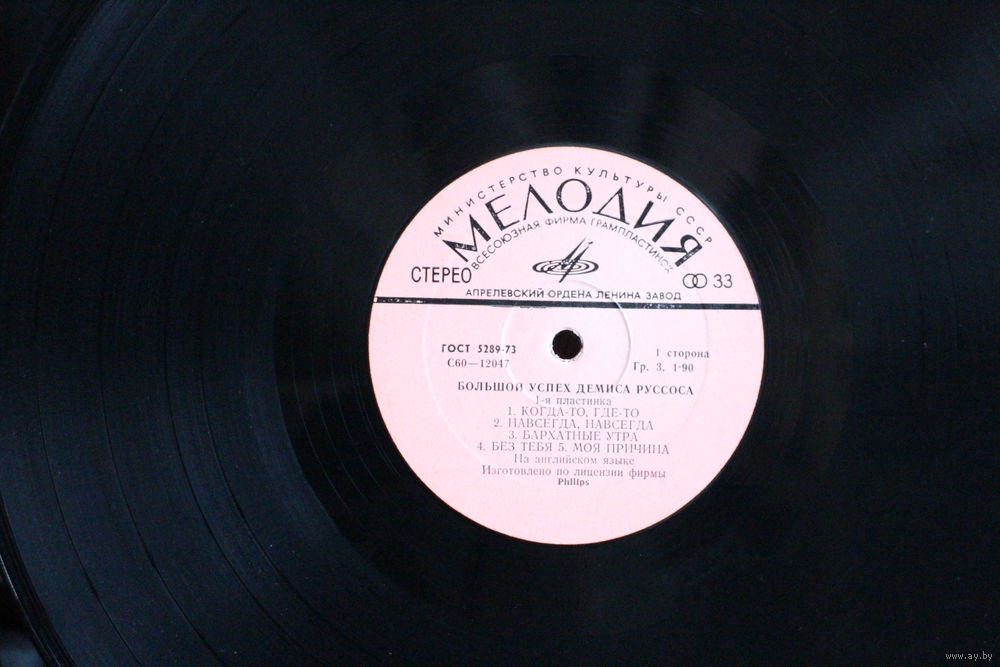 МИНИСТЕРСТВО КУЛЬТУРЫ СССР
МЕЛОДИЯ
ВСЕСОЮЗНАЯ ФИРМА ГРАМПЛАСТИНОК
СТЕРЕО
33
АПРЕЛЕВСКИЙ ОРДЕНА ЛЕНИНА ЗАВОД
ГОСТ 5289-73
1 сторона
С60—12047
Гр. 3. 1-90
БОЛЬШОЙ УСПЕХ ДЕМИСА РУССОСА
1-я пластинка
1. КОГДА-ТО, ГДЕ-ТО
2. НАВСЕГДА, НАВСЕГДА
3. БАРХАТНЫЕ УТРА
4. БЕЗ ТЕБЯ 5. МОЯ ПРИЧИНА
На английском языке
Изготовлено по лицензии фирмы
Philips
www.ay.by